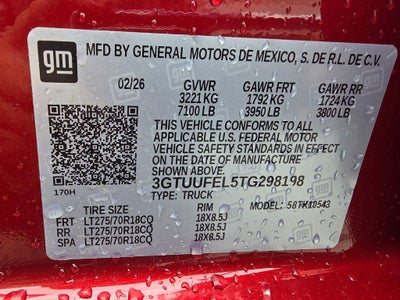 gm
MFD BY GENERAL MOTORS DE MEXICO, S. DE R.L. DE C.V.
02/26 GVWR GAWR FRT GAWR RR
3221 KG 1792 KG 1724 KG
7100 LB 3950 LB 3800 LB
THIS VEHICLE CONFORMS TO ALL
APPLICABLE U.S. FEDERAL MOTOR
VEHICLE SAFETY STANDARDS IN EFFECT
ON THE DATE OF MANUFACTURE
SHOWN ABOVE.
3GTUUFEL5TG298198
170H TYPE: TRUCK MODEL:
TIRE SIZE RIM
FRT LT275/70R18CQ 18X8.5J
RR LT275/70R18CQ 18X8.5J
SPA LT275/70R18CQ 18X8.5J